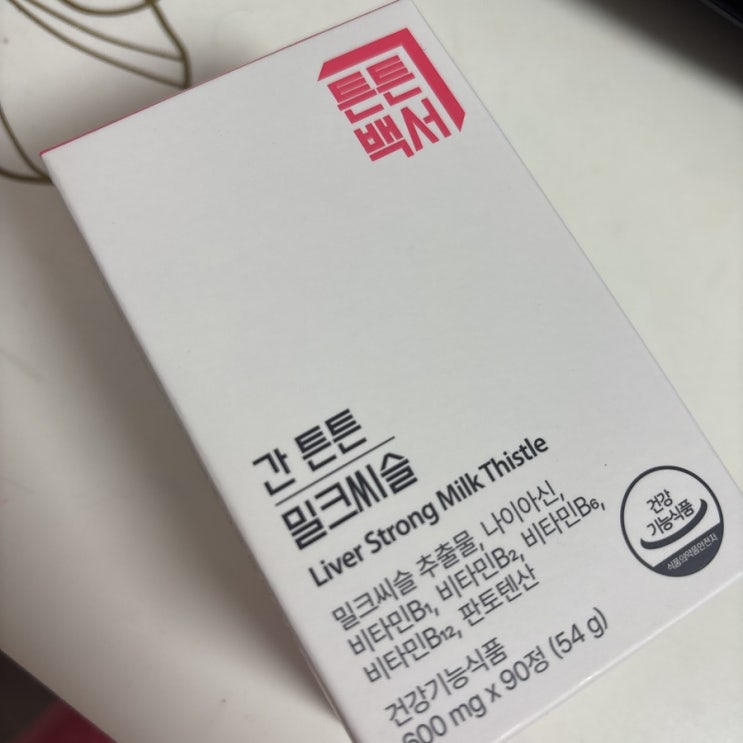 튼튼
백서
간 튼튼
밀크씨슬
Liver Strong Milk Thistle
밀크씨슬 추출물, 나이아신,
비타민B₁, 비타민B₂, 비타민B₆,
비타민B₁₂, 판토텐산
건강기능식품
600 mg x 90정 (54 g)
건강
기능식품
식품의약품안전처